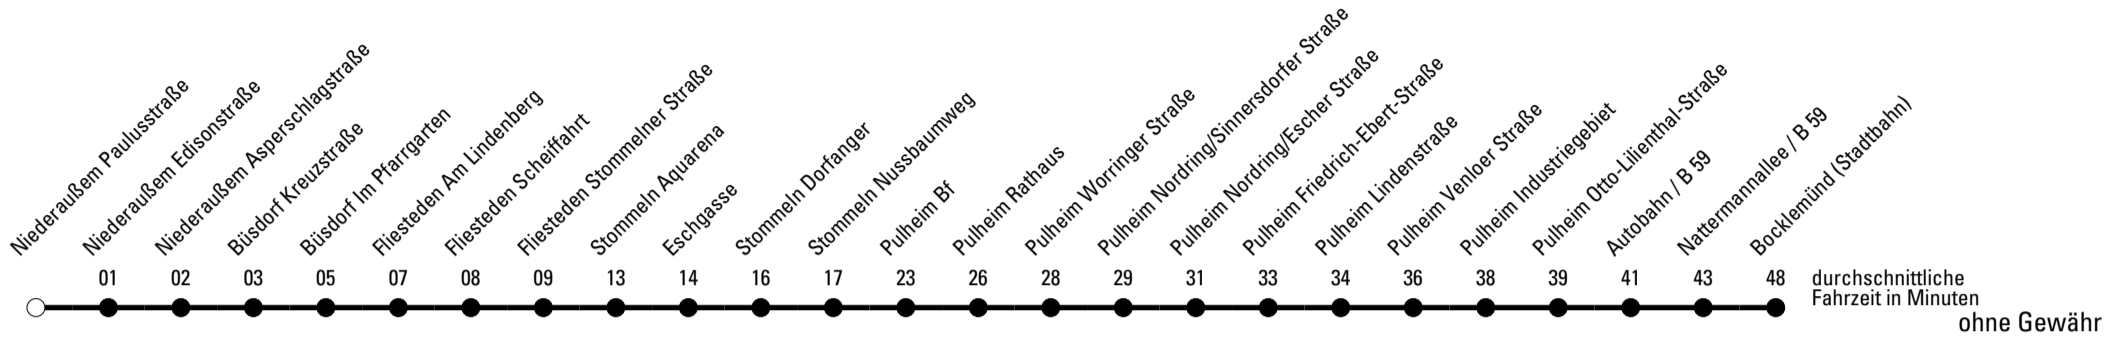 Niederaußem Paulusstraße
Niederaußem Edisonstraße
Niederaußem Asperschlagstraße
Büsdorf Kreuzstraße
Büsdorf Im Pfarrgarten
Fliesteden Am Lindenberg
Fliesteden Scheiffahrt
Fliesteden Stommelner Straße
Stommeln Aquarena
Eschgasse
Stommeln Dorfanger
Stommeln Nussbaumweg
Pulheim Bf
Pulheim Rathaus
Pulheim Worringer Straße
Pulheim Nordring/Sinnersdorfer Straße
Pulheim Nordring/Escher Straße
Pulheim Friedrich-Ebert-Straße
Pulheim Lindenstraße
Pulheim Venloer Straße
Pulheim Industriegebiet
Pulheim Otto-Lilienthal-Straße
Autobahn / B 59
Nattermannallee / B 59
Bocklemünd (Stadtbahn)
01 02 03 05 07 08 09 13 14 16 17 23 26 28 29 31 33 34 36 38 39 41 43 48 durchschnittliche
Fahrzeit in Minuten
ohne Gewähr